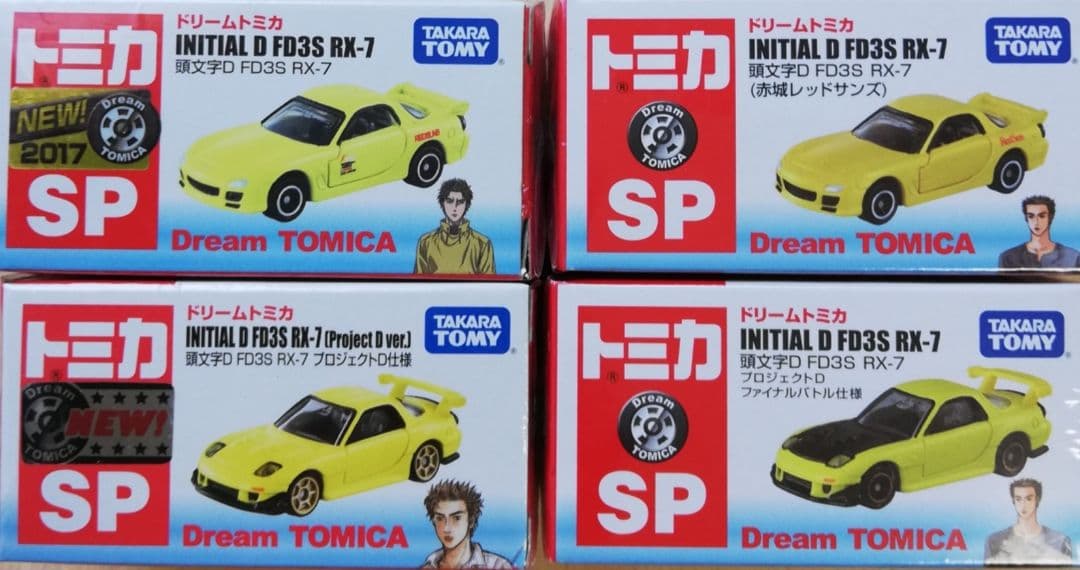 トミカ
ドリームトミカ
INITIAL D FD3S RX-7
頭文字D FD3S RX-7
TAKARA
TOMY
NEW!
2017
Dream
TOMICA
SP
Dream TOMICA
トミカ
ドリームトミカ
INITIAL D FD3S RX-7
頭文字D FD3S RX-7
(赤城レッドサンズ)
TAKARA
TOMY
Dream
TOMICA
SP
Dream TOMICA
トミカ
ドリームトミカ
INITIAL D FD3S RX-7 (Project D ver.)
頭文字D FD3S RX-7 プロジェクトD仕様
TAKARA
TOMY
Dream
TOMICA
NEW!
SP
Dream TOMICA
トミカ
ドリームトミカ
INITIAL D FD3S RX-7
頭文字D FD3S RX-7
プロジェクトD
ファイナルバトル仕様
TAKARA
TOMY
Dream
TOMICA
SP
Dream TOMICA